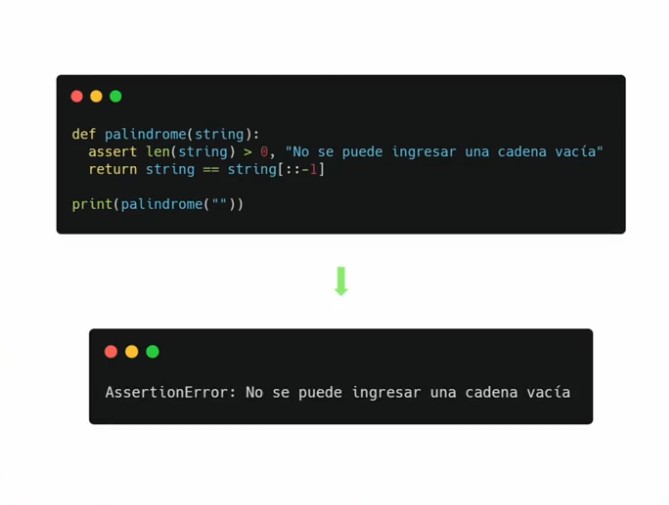 def palindrome(string):
  assert len(string) > 0, "No se puede ingresar una cadena vacía"
  return string == string[::-1]
print(palindrome(""))
AssertionError: No se puede ingresar una cadena vacía